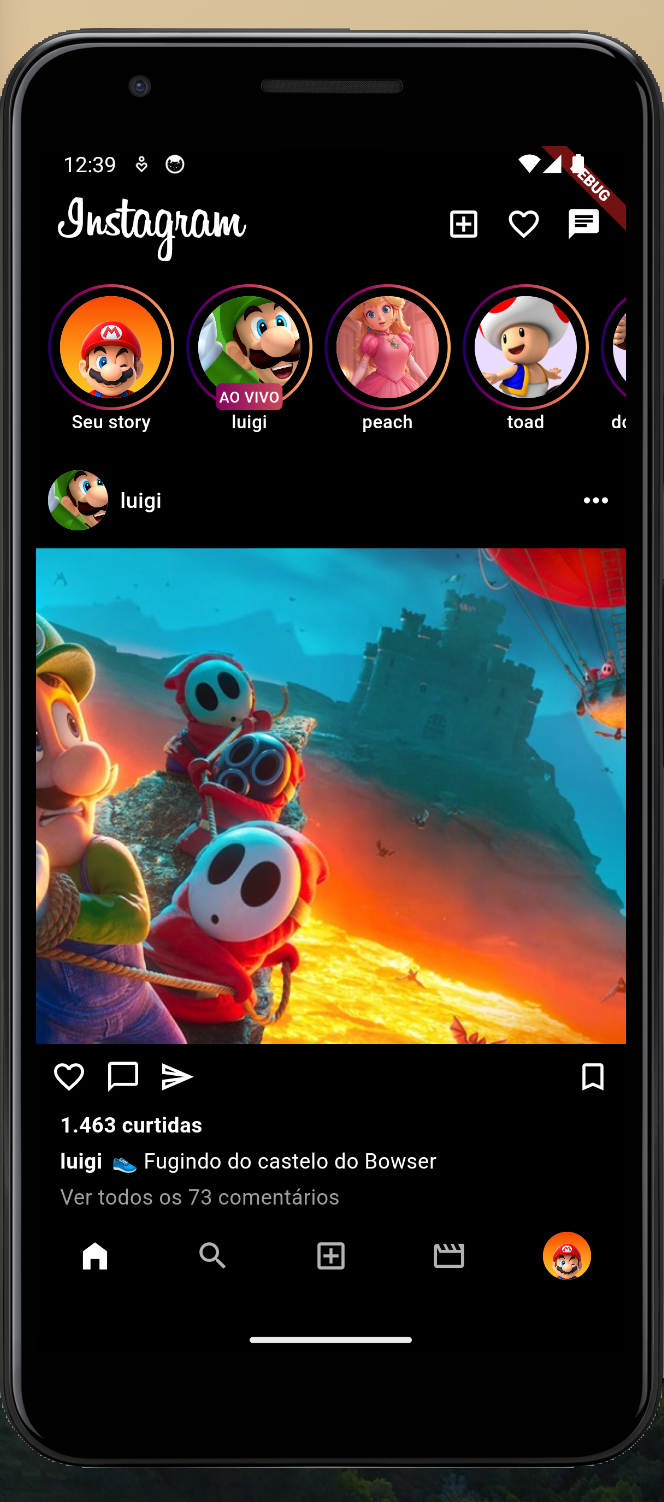 12:39
DEBUG
Instagram
AO VIVO
Seu story
luigi
peach
toad
luigi
1.463 curtidas
luigi 👟 Fugindo do castelo do Bowser
Ver todos os 73 comentários